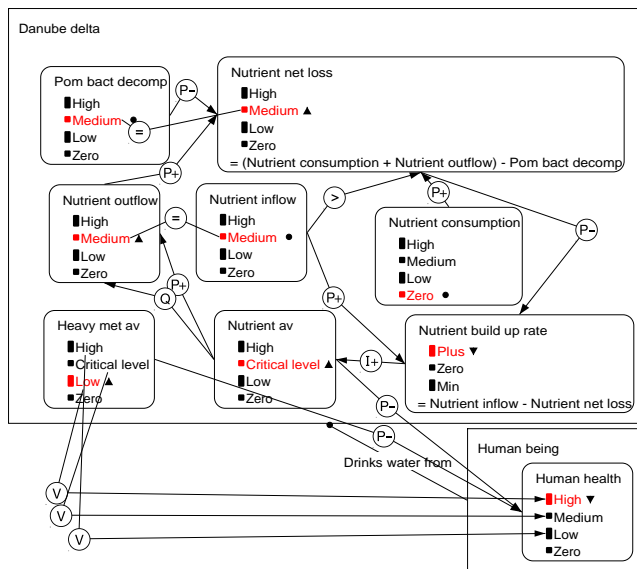 Danube delta
Pom bact decomp
High
Medium
Low
Zero
P-
=
Nutrient net loss
High
Medium
Low
Zero
= (Nutrient consumption + Nutrient outflow) - Pom bact decomp
P+
Nutrient outflow
High
Medium
Low
Zero
=
Nutrient inflow
High
Medium
Low
Zero
>
P+
Nutrient consumption
High
Medium
Low
Zero
P-
P+
Q
P+
Heavy met av
High
Critical level
Low
Zero
Nutrient av
High
Critical level
Low
Zero
I+
Nutrient build up rate
Plus
Zero
Min
= Nutrient inflow - Nutrient net loss
P-
P-
Drinks water from
Human being
Human health
High
Medium
Low
Zero
V
V
V